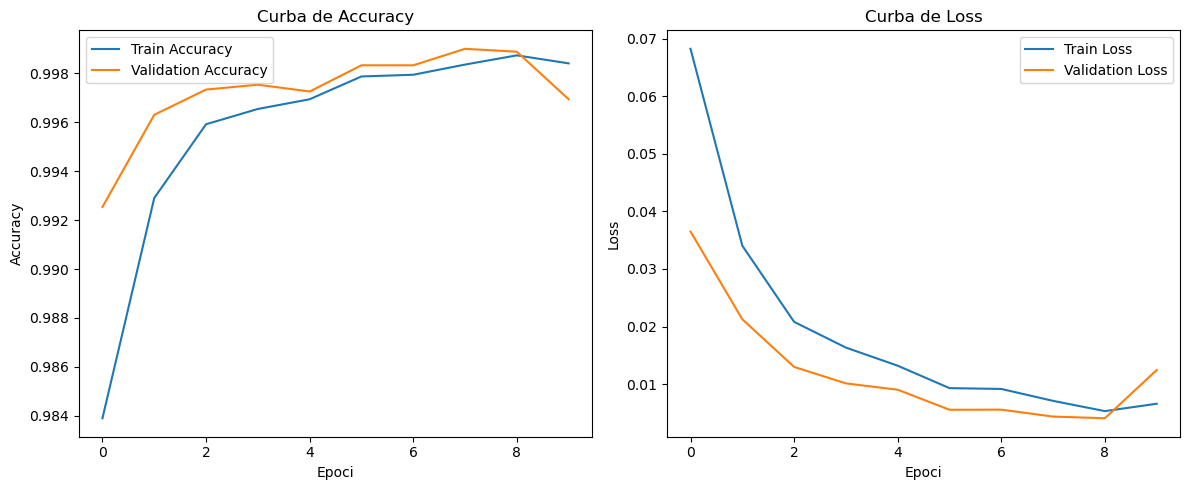 Curba de Accuracy
Train Accuracy
Validation Accuracy
0.998
0.996
0.994
0.992
0.990
0.988
0.986
0.984
Accuracy
0 2 4 6 8
Epoci
Curba de Loss
Train Loss
Validation Loss
0.07
0.06
0.05
0.04
0.03
0.02
0.01
Loss
0 2 4 6 8
Epoci